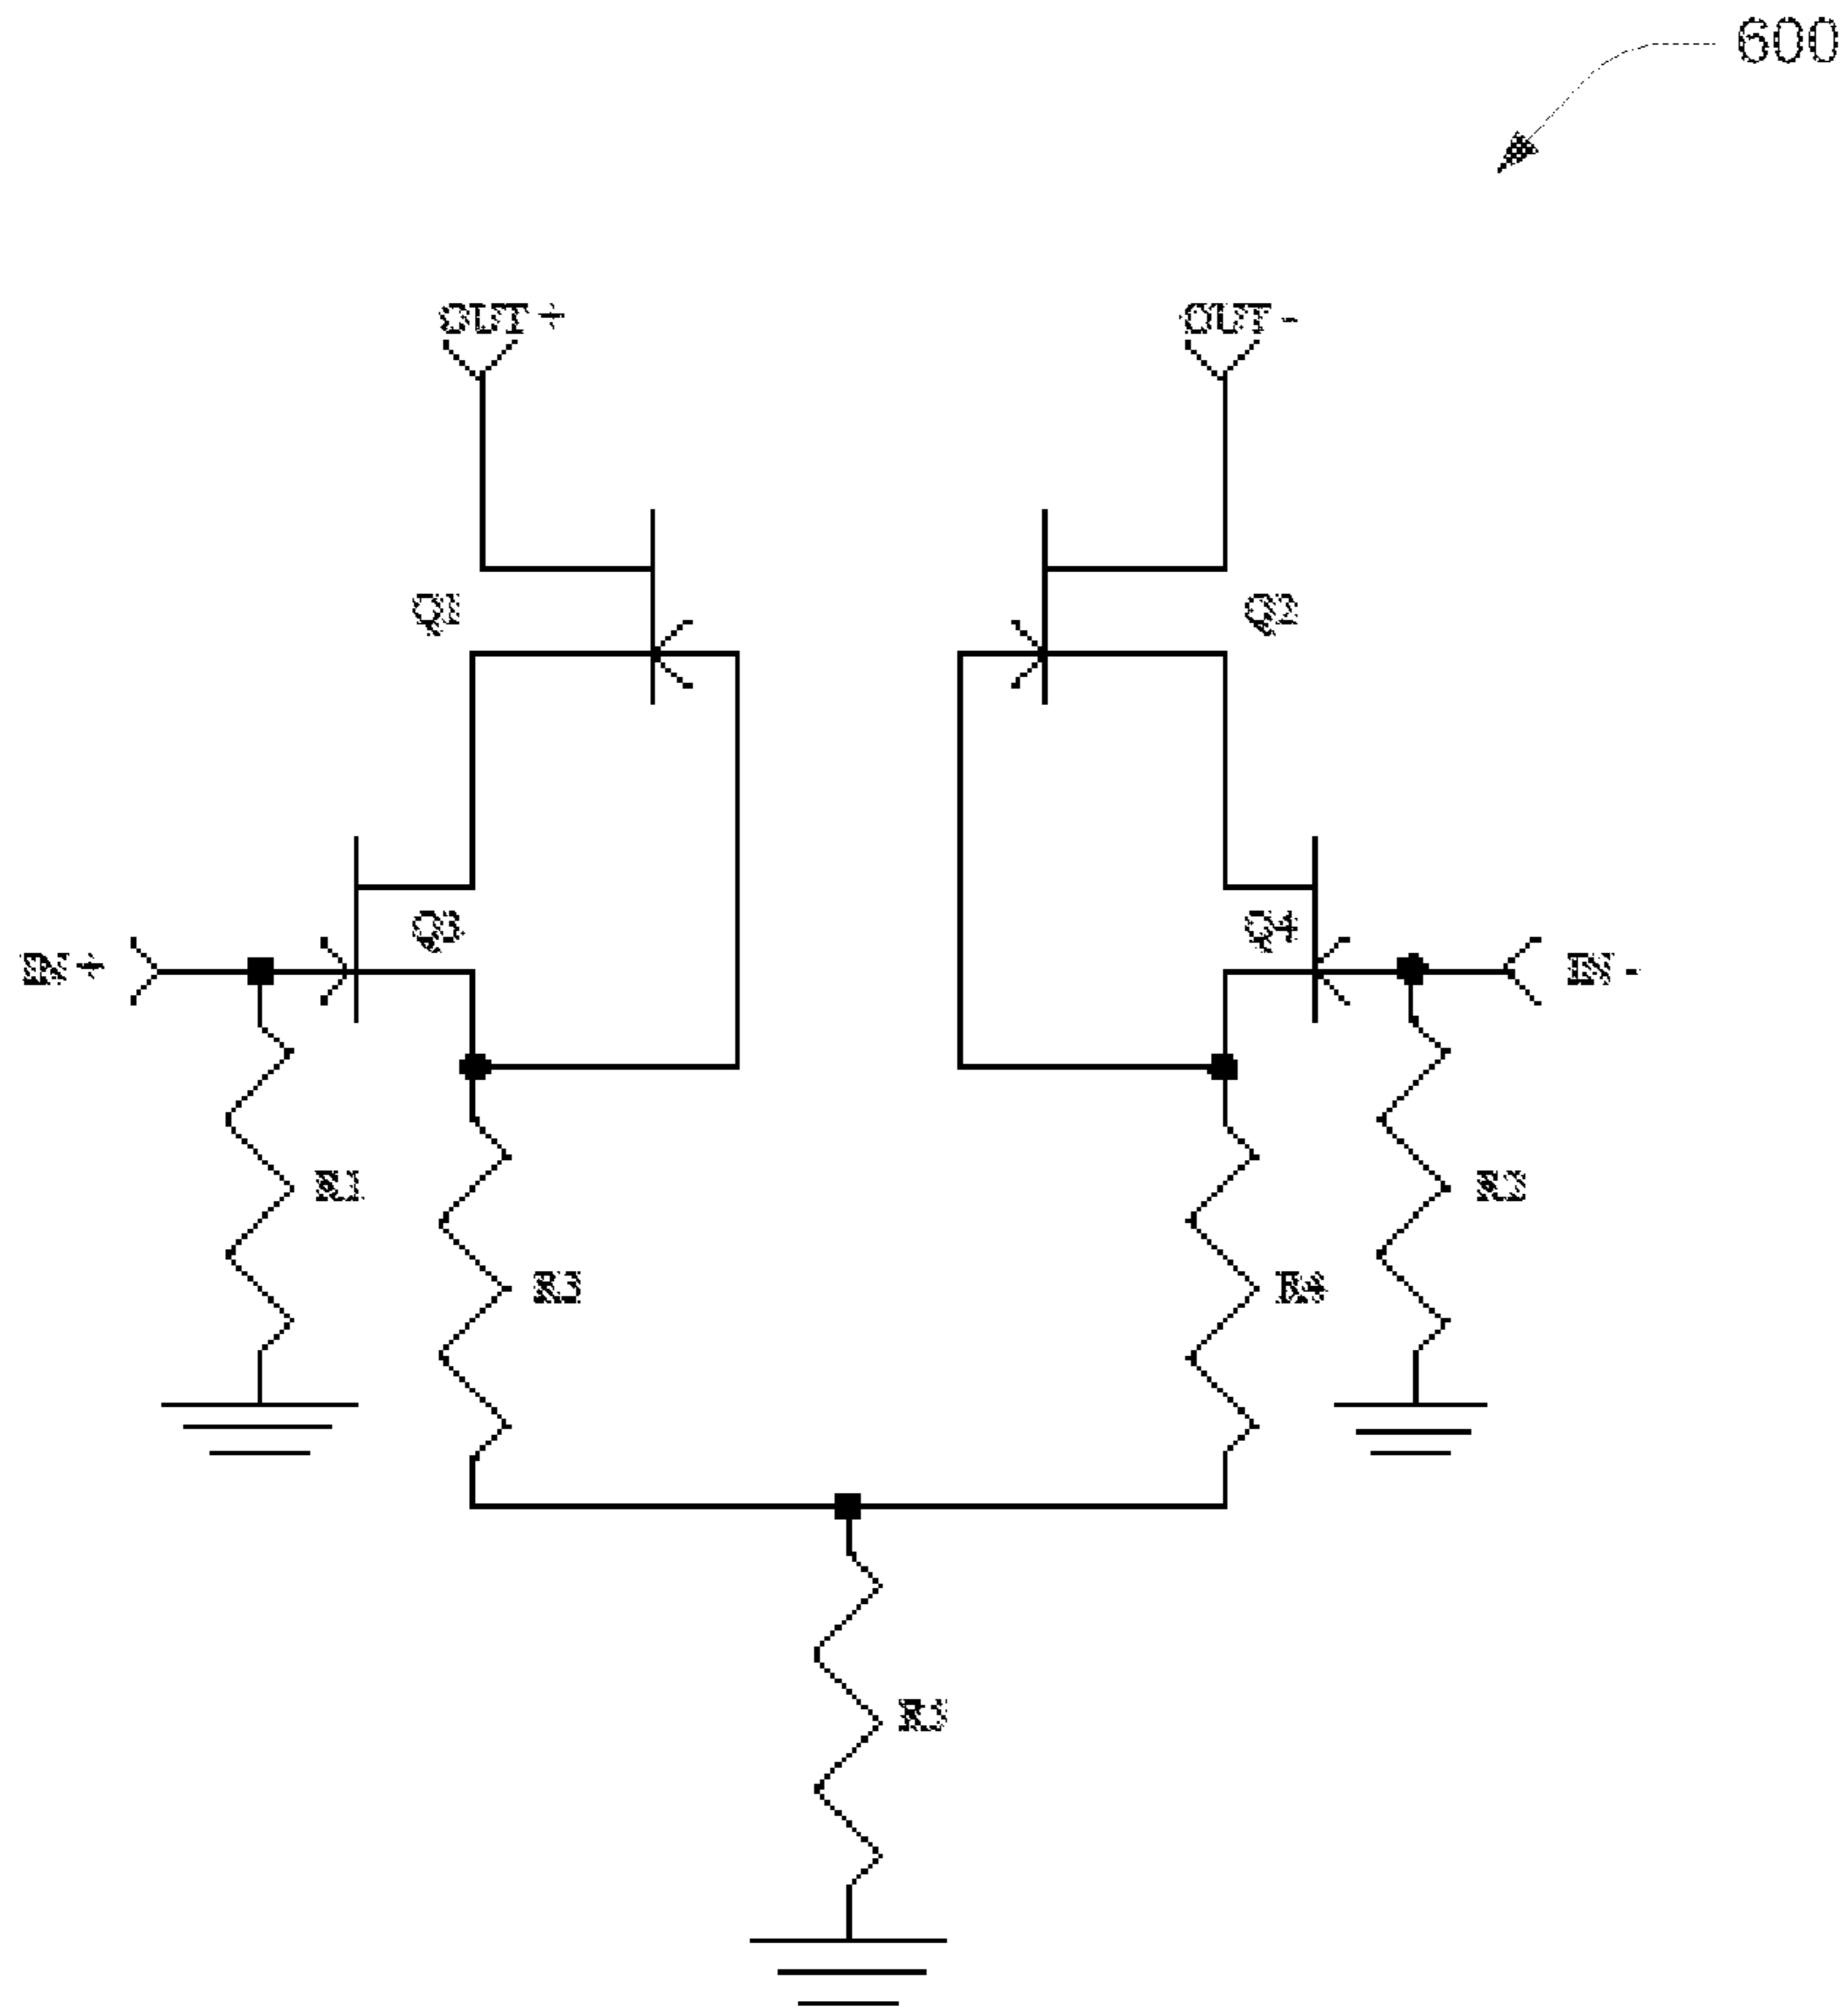 600
OUT+
OUT-
Q1
Q2
Q3
Q4
IN+
IN-
R1
R2
R3
R4
R5